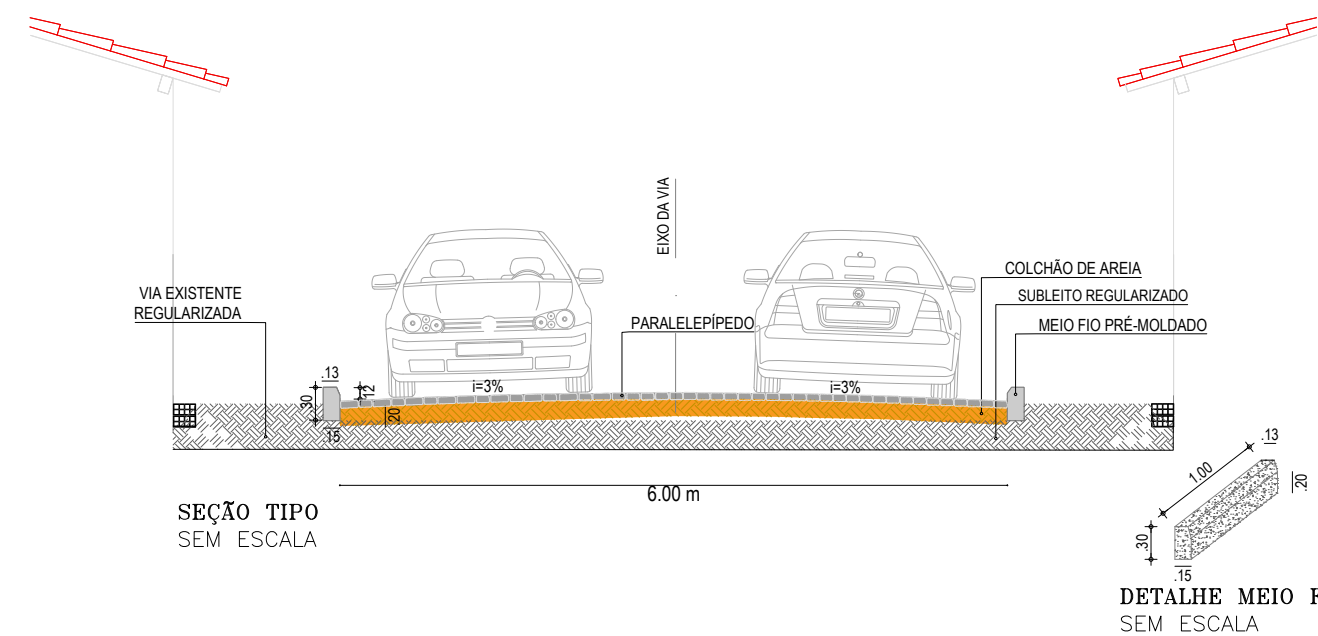 EIXO DA VIA
COLCHÃO DE AREIA
VIA EXISTENTE
REGULARIZADA
SUBLEITO REGULARIZADO
PARALELEPÍPEDO
MEIO FIO PRÉ-MOLDADO
.13
i=3%
i=3%
.30
.12
.20
.15
6.00 m
SEÇÃO TIPO
SEM ESCALA
.13
1.00
.20
.30
.15
DETALHE MEIO F
SEM ESCALA